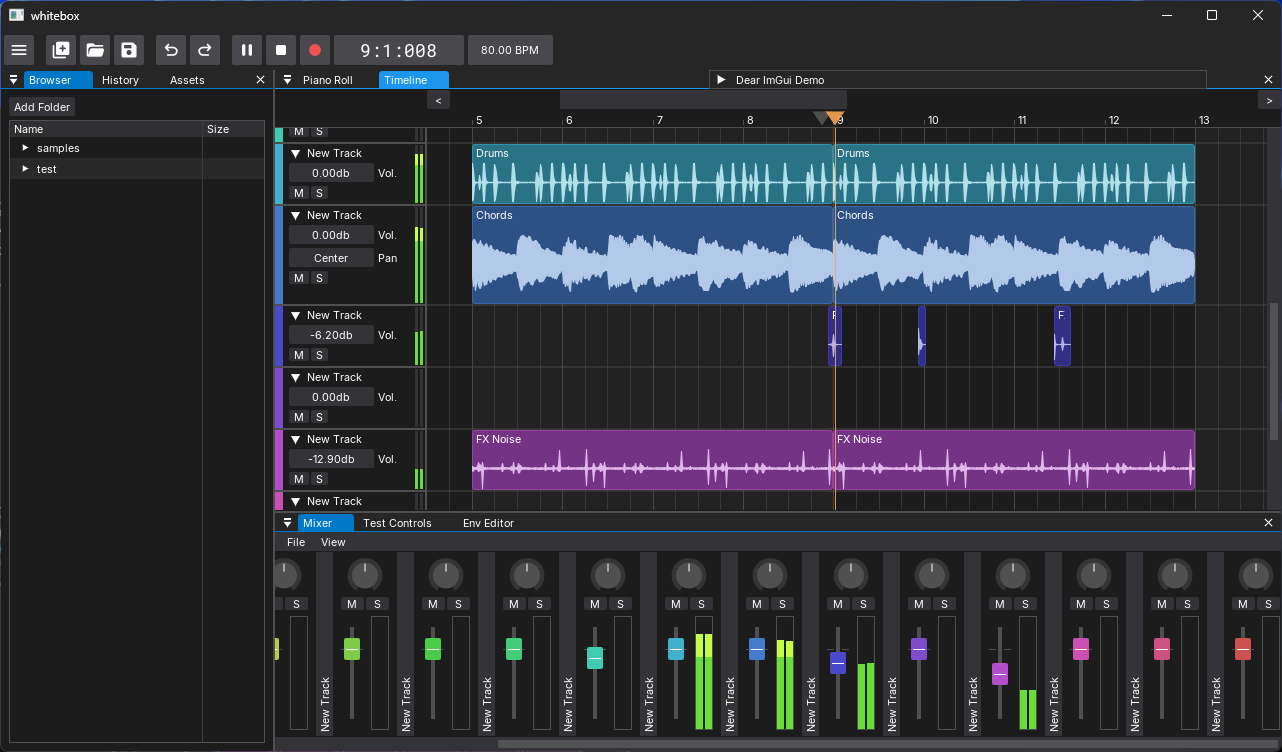 whitebox
9:1:008
80.00 BPM
Browser History Assets
Piano Roll Timeline
Dear ImGui Demo
Add Folder
Name Size
samples
test
< >
5 6 7 8 9 10 11 12 13
M S
New Track
0.00db Vol.
M S
Drums Drums
New Track
0.00db Vol.
Center Pan
M S
Chords Chords
New Track
-6.20db Vol.
M S
F.
New Track
0.00db Vol.
M S
New Track
-12.90db Vol.
M S
FX Noise FX Noise
New Track
Mixer Test Controls Env Editor
File View
S M S M S M S M S M S M S M S M S M S M S M S M S
New Track New Track New Track New Track New Track New Track New Track New Track New Track New Track New Track New Track